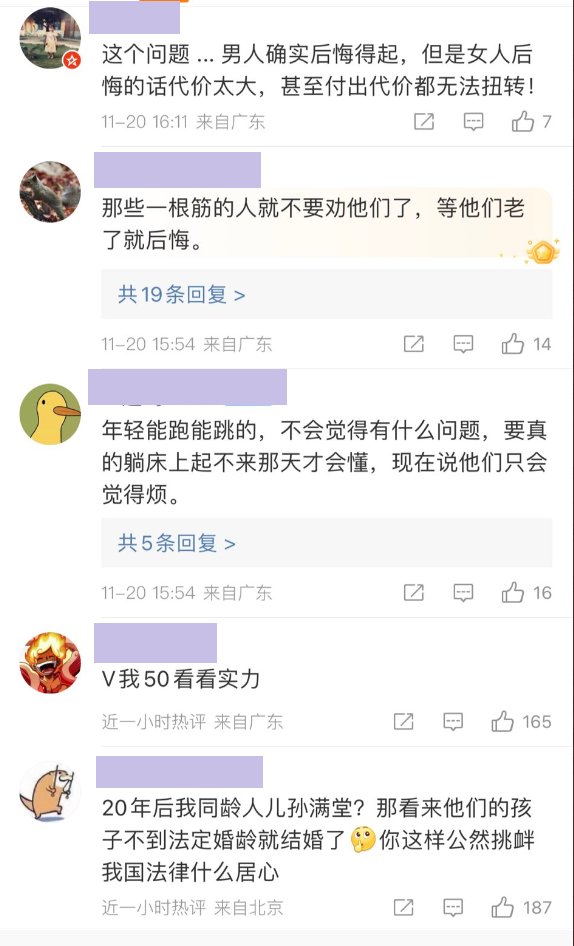 这个问题 ... 男人确实后悔得起，但是女人后
悔的话代价太大，甚至付出代价都无法扭转！
11-20 16:11 来自广东
7
那些一根筋的人就不要劝他们了，等他们老
了就后悔。
共19条回复 >
11-20 15:54 来自广东
14
年轻能跑能跳的，不会觉得有什么问题，要真
的躺床上起不来那天才会懂，现在说他们只会
觉得烦。
共5条回复 >
11-20 15:54 来自广东
16
V我50看看实力
近一小时热评 来自广东
165
20年后我同龄人儿孙满堂？那看来他们的孩
子不到法定婚龄就结婚了🤔你这样公然挑衅
我国法律什么居心
近一小时热评 来自北京
187